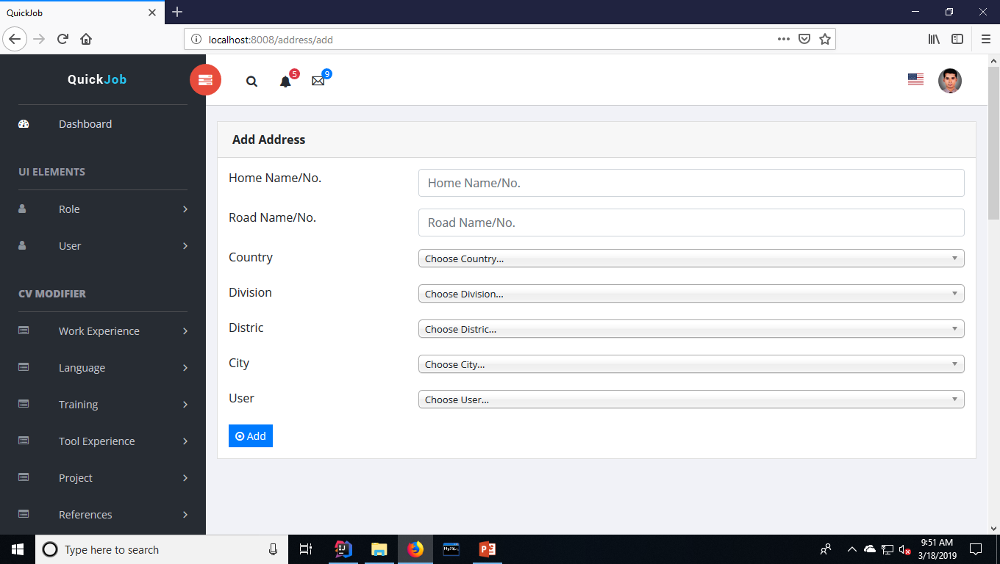 QuickJob
localhost:8008/address/add
QuickJob
5
9
Dashboard
UI ELEMENTS
Role
User
CV MODIFIER
Work Experience
Language
Training
Tool Experience
Project
References
Add Address
Home Name/No.
Home Name/No.
Road Name/No.
Road Name/No.
Country
Choose Country...
Division
Choose Division...
Distric
Choose Distric...
City
Choose City...
User
Choose User...
Add
Type here to search
IJ
MySQL
P
9:51 AM
3/18/2019